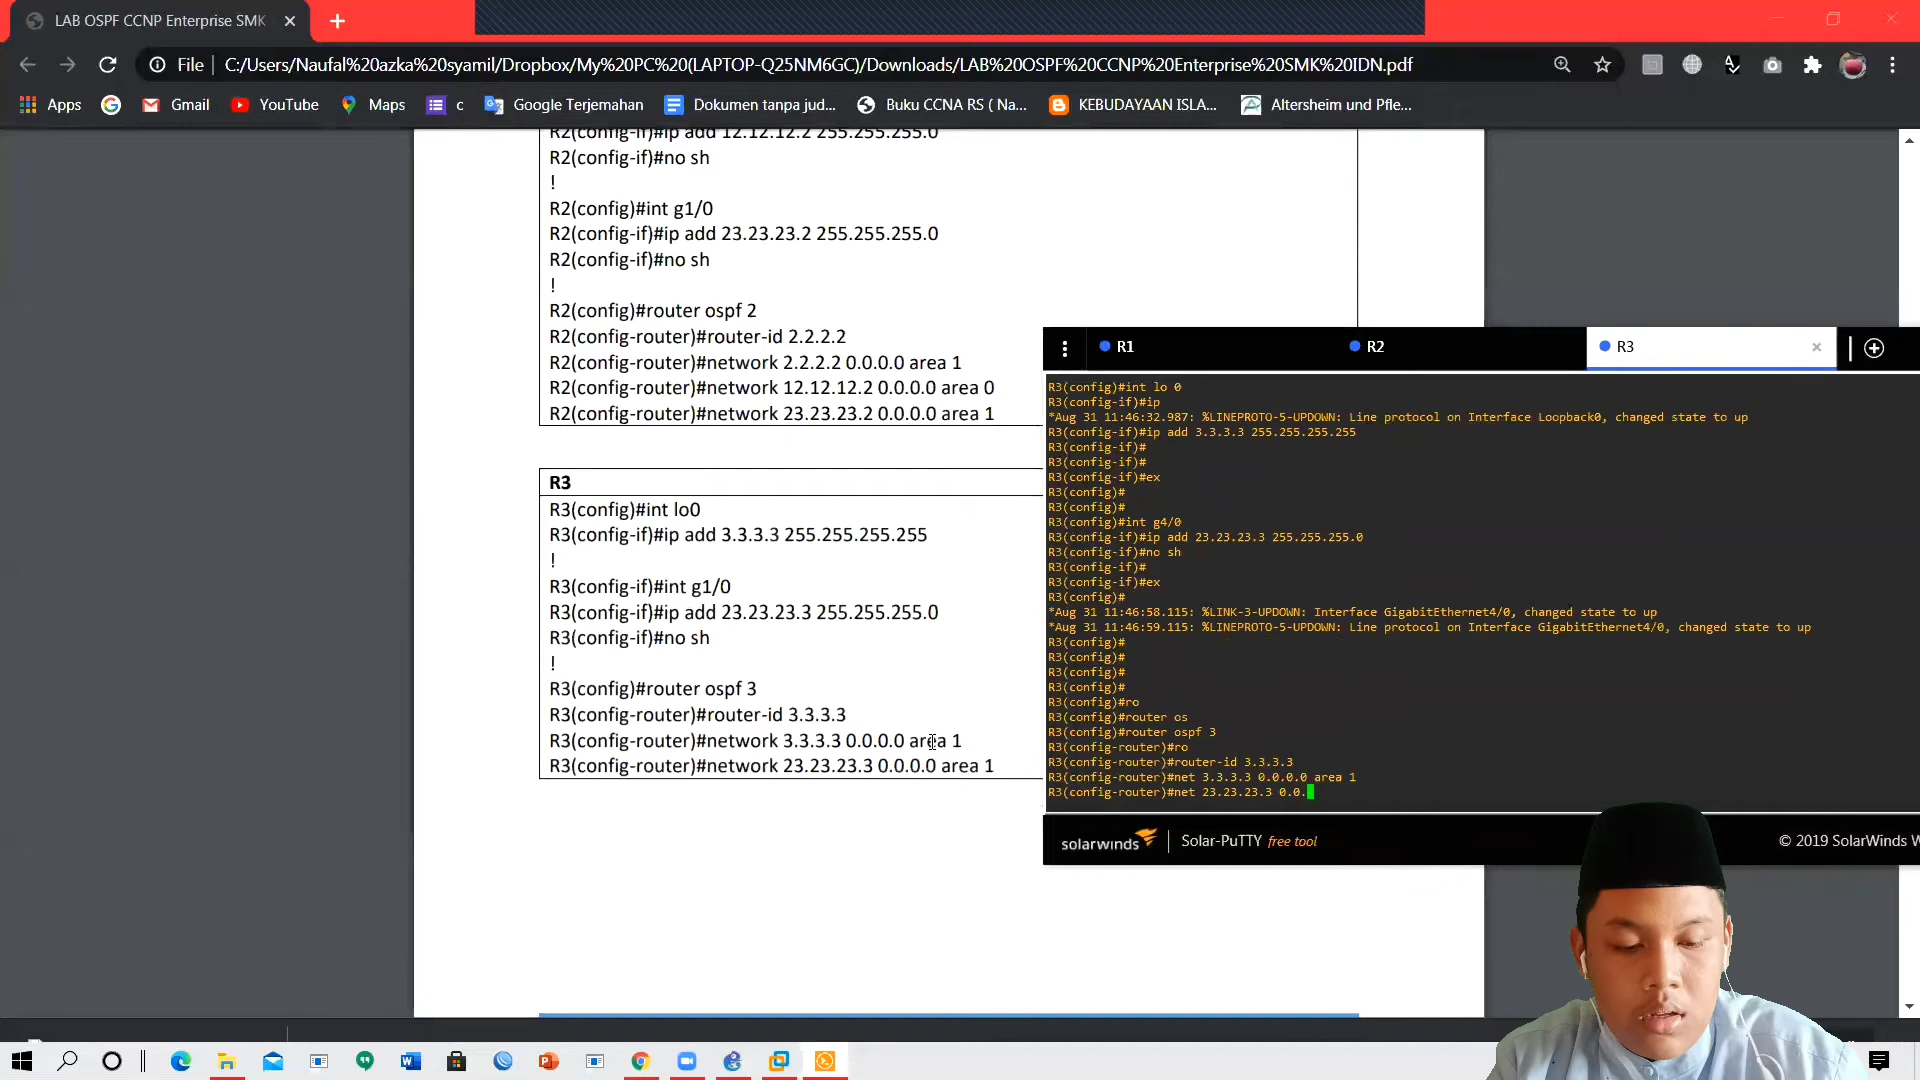 LAB OSPF CCNP Enterprise SMK
File
C:/Users/Naufal%20azka%20syamil/Dropbox/My%20PC%20(LAPTOP-Q25NM6GC)/Downloads/LAB%20OSPF%20CCNP%20Enterprise%20SMK%20IDN.pdf
Apps Gmail YouTube Maps c Google Terjemahan Dokumen tanpa jud... Buku CCNA RS ( Na... KEBUDAYAAN ISLA... Altersheim und Pfle...
R2(config-if)#ip add 12.12.12.2 255.255.255.0
R2(config-if)#no sh
!
R2(config)#int g1/0
R2(config-if)#ip add 23.23.23.2 255.255.255.0
R2(config-if)#no sh
!
R2(config)#router ospf 2
R2(config-router)#router-id 2.2.2.2
R2(config-router)#network 2.2.2.2 0.0.0.0 area 1
R2(config-router)#network 12.12.12.2 0.0.0.0 area 0
R2(config-router)#network 23.23.23.2 0.0.0.0 area 1
R3
R3(config)#int lo0
R3(config-if)#ip add 3.3.3.3 255.255.255.255
!
R3(config-if)#int g1/0
R3(config-if)#ip add 23.23.23.3 255.255.255.0
R3(config-if)#no sh
!
R3(config)#router ospf 3
R3(config-router)#router-id 3.3.3.3
R3(config-router)#network 3.3.3.3 0.0.0.0 area 1
R3(config-router)#network 23.23.23.3 0.0.0.0 area 1
R1 R2 R3
R3(config)#int lo 0
R3(config-if)#ip
*Aug 31 11:46:32.987: %LINEPROTO-5-UPDOWN: Line protocol on Interface Loopback0, changed state to up
R3(config-if)#ip add 3.3.3.3 255.255.255.255
R3(config-if)#
R3(config-if)#
R3(config-if)#ex
R3(config)#
R3(config)#
R3(config)#int g4/0
R3(config-if)#ip add 23.23.23.3 255.255.255.0
R3(config-if)#no sh
R3(config-if)#
R3(config-if)#ex
R3(config)#
*Aug 31 11:46:58.115: %LINK-3-UPDOWN: Interface GigabitEthernet4/0, changed state to up
*Aug 31 11:46:59.115: %LINEPROTO-5-UPDOWN: Line protocol on Interface GigabitEthernet4/0, changed state to up
R3(config)#
R3(config)#
R3(config)#
R3(config)#
R3(config)#ro
R3(config)#router os
R3(config)#router ospf 3
R3(config-router)#ro
R3(config-router)#router-id 3.3.3.3
R3(config-router)#net 3.3.3.3 0.0.0.0 area 1
R3(config-router)#net 23.23.23.3 0.0.
solarwinds Solar-PuTTY free tool © 2019 SolarWinds W